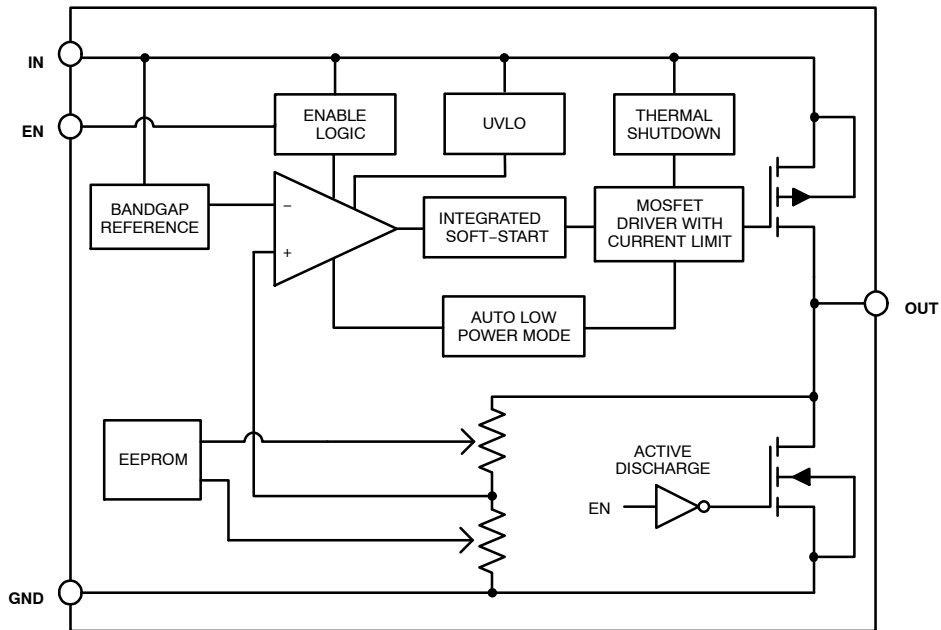 IN
EN
ENABLE
LOGIC
UVLO
THERMAL
SHUTDOWN
BANDGAP
REFERENCE
−
+
INTEGRATED
SOFT−START
MOSFET
DRIVER WITH
CURRENT LIMIT
AUTO LOW
POWER MODE
OUT
EEPROM
ACTIVE
DISCHARGE
EN
GND